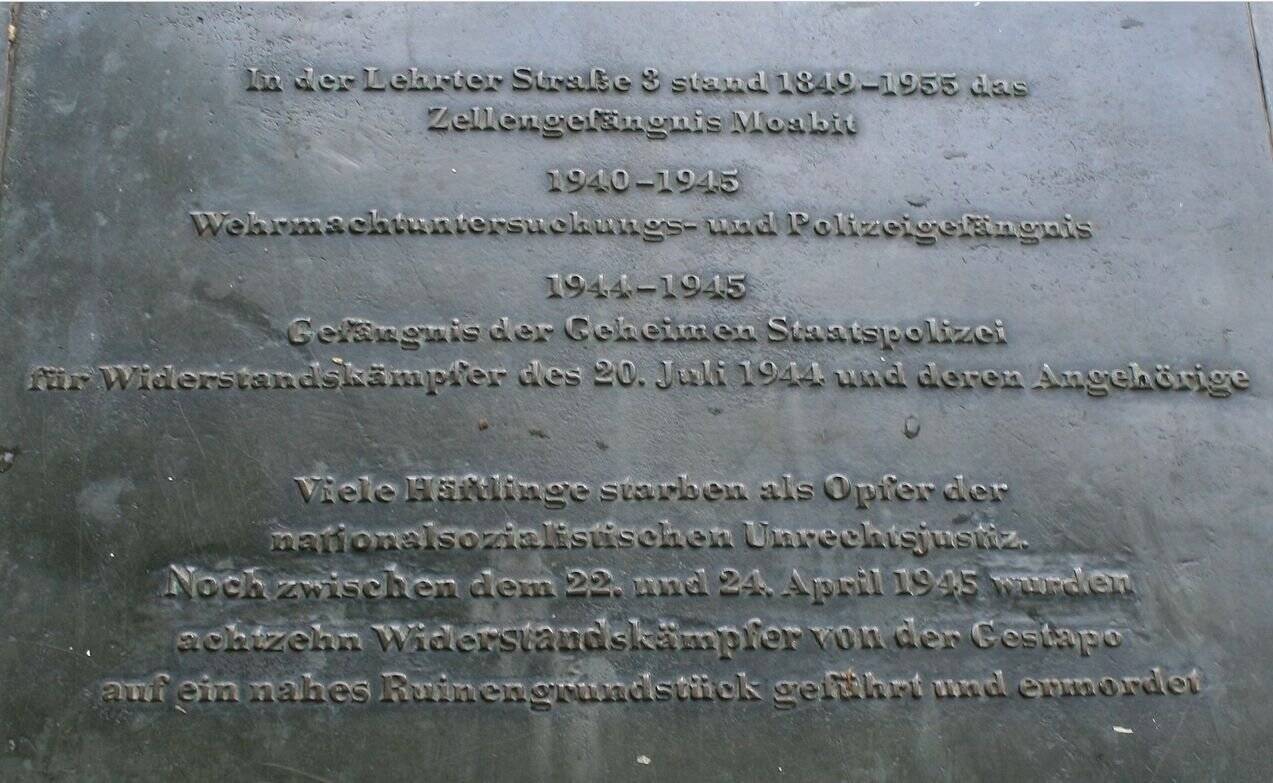 In der Lehrter Straße 3 stand 1849–1955 das
Zellengefängnis Moabit
1940–1945
Wehrmachtuntersuchungs- und Polizeigefängnis
1944–1945
Gefängnis der Geheimen Staatspolizei
für Widerstandskämpfer des 20. Juli 1944 und deren Angehörige
Viele Häftlinge starben als Opfer der
nationalsozialistischen Unrechtsjustiz.
Noch zwischen dem 22. und 24. April 1945 wurden
achtzehn Widerstandskämpfer von der Gestapo
auf ein nahes Ruinengrundstück geführt und ermordet